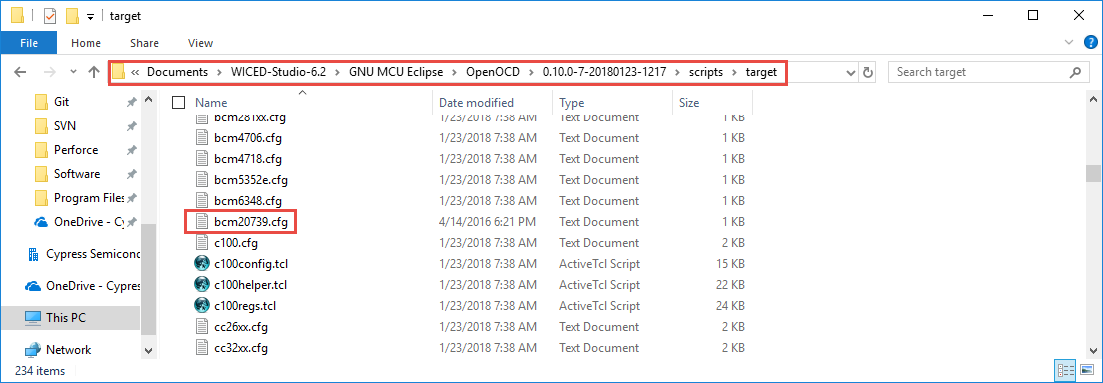 target
File Home Share View
« Documents > WICED-Studio-6.2 > GNU MCU Eclipse > OpenOCD > 0.10.0-7-20180123-1217 > scripts > target Search target
Git
SVN
Perforce
Software
Program Files
OneDrive - Cy
Cypress Semicond
OneDrive - Cypres
This PC
Network
Name Date modified Type Size
bcm281xx.cfg 1/23/2018 7:38 AM Text Document 1 KB
bcm4706.cfg 1/23/2018 7:38 AM Text Document 1 KB
bcm4718.cfg 1/23/2018 7:38 AM Text Document 1 KB
bcm5352e.cfg 1/23/2018 7:38 AM Text Document 1 KB
bcm6348.cfg 1/23/2018 7:38 AM Text Document 1 KB
bcm20739.cfg 4/14/2016 6:21 PM Text Document 1 KB
c100.cfg 1/23/2018 7:38 AM Text Document 2 KB
c100config.tcl 1/23/2018 7:38 AM ActiveTcl Script 15 KB
c100helper.tcl 1/23/2018 7:38 AM ActiveTcl Script 22 KB
c100regs.tcl 1/23/2018 7:38 AM ActiveTcl Script 24 KB
cc26xx.cfg 1/23/2018 7:38 AM Text Document 2 KB
cc32xx.cfg 1/23/2018 7:38 AM Text Document 2 KB
234 items